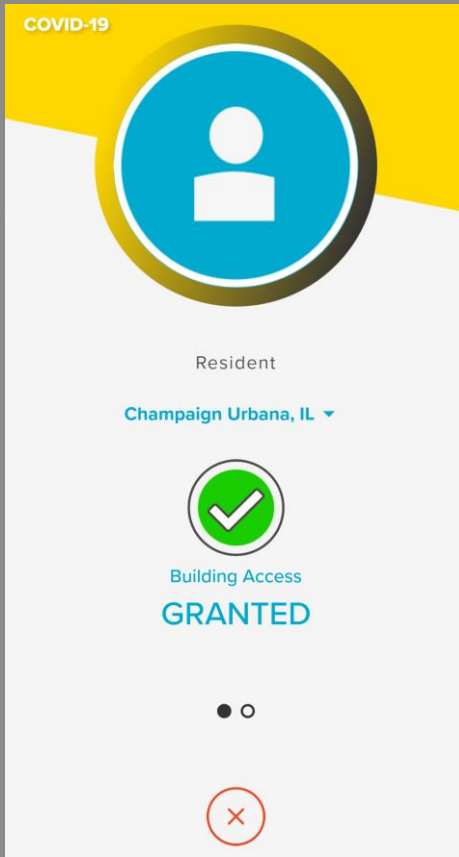 COVID-19
Resident
Champaign Urbana, IL
Building Access
GRANTED